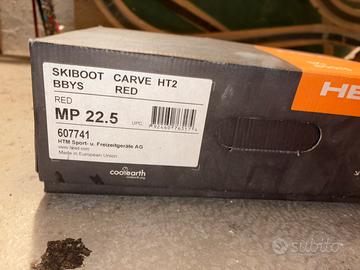 SKIBOOT CARVE HT2
BBYS RED
RED
MP 22.5
UPC
607741
HTM Sport- u. Freizeitgeräte AG
www.head.com
Made in European Union
coolearth
HE
subito